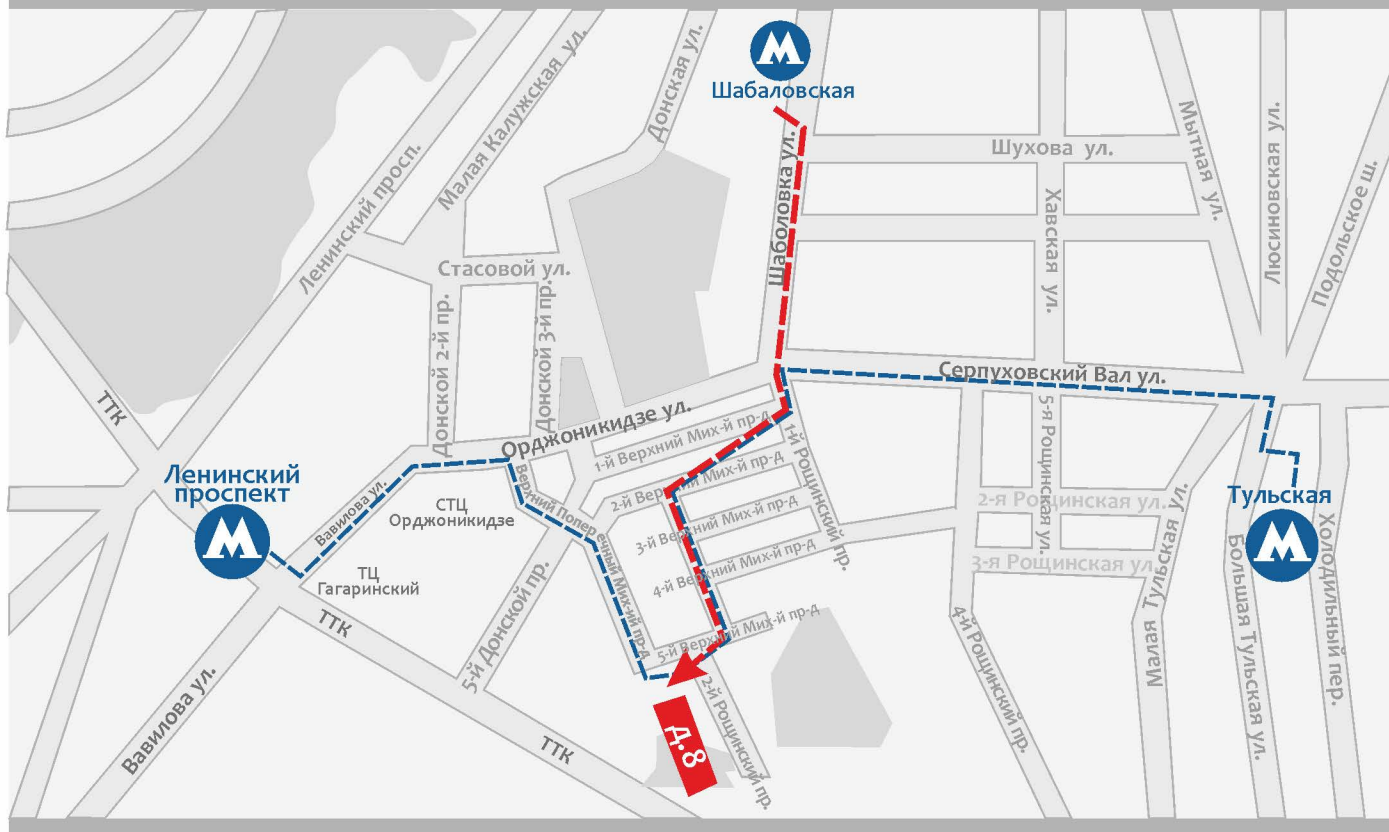 М
Шабаловская
Малая Калужская ул.
Донская ул.
Ленинский просп.
Шаболовка ул.
Шухова ул.
Хавская ул.
Мытная ул.
Люсиновская ул.
Подольское ш.
Стасовой ул.
Донской 2-й пр.
Донской 3-й пр.
ТТК
Орджоникидзе ул.
Серпуховский Вал ул.
1-й Верхний Мих-й пр-д
2-й Верхний Мих-й пр-д
3-й Верхний Мих-й пр-д
4-й Верхний Мих-й пр-д
5-й Верхний Мих-й пр-д
1-й Рощинский пр.
5-я Рощинская ул.
2-я Рощинская ул.
3-я Рощинская ул.
Ленинский
проспект
М
Вавилова ул.
СТЦ
Орджоникидзе
ТЦ
Гагаринский
Верхний Поперечный Мих-ий пр-д
5-й Донской пр.
Тульская
М
Малая Тульская ул.
Большая Тульская ул.
Холодильный пер.
4-й Рощинский пр.
2-й Рощинский пр.
ТТК
Вавилова ул.
ТТК
д.8